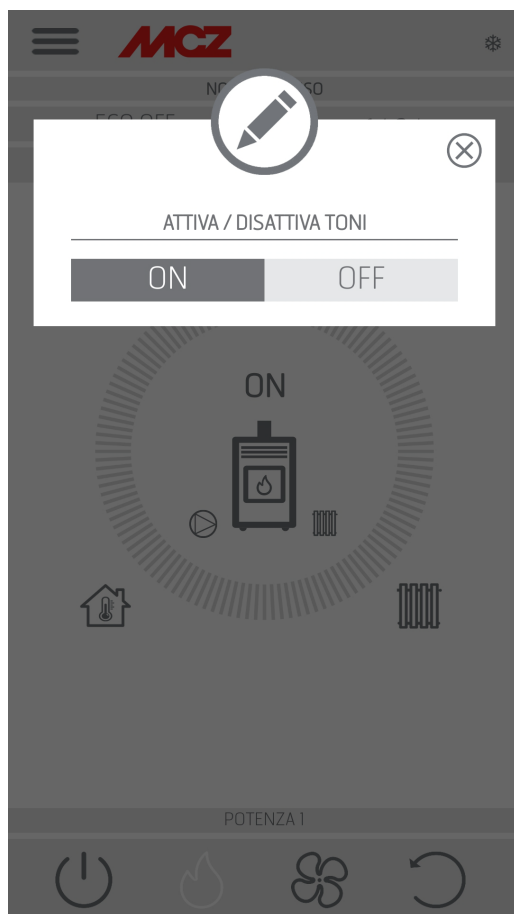 MCZ
ATTIVA / DISATTIVA TONI
ON OFF
ON
POTENZA 1